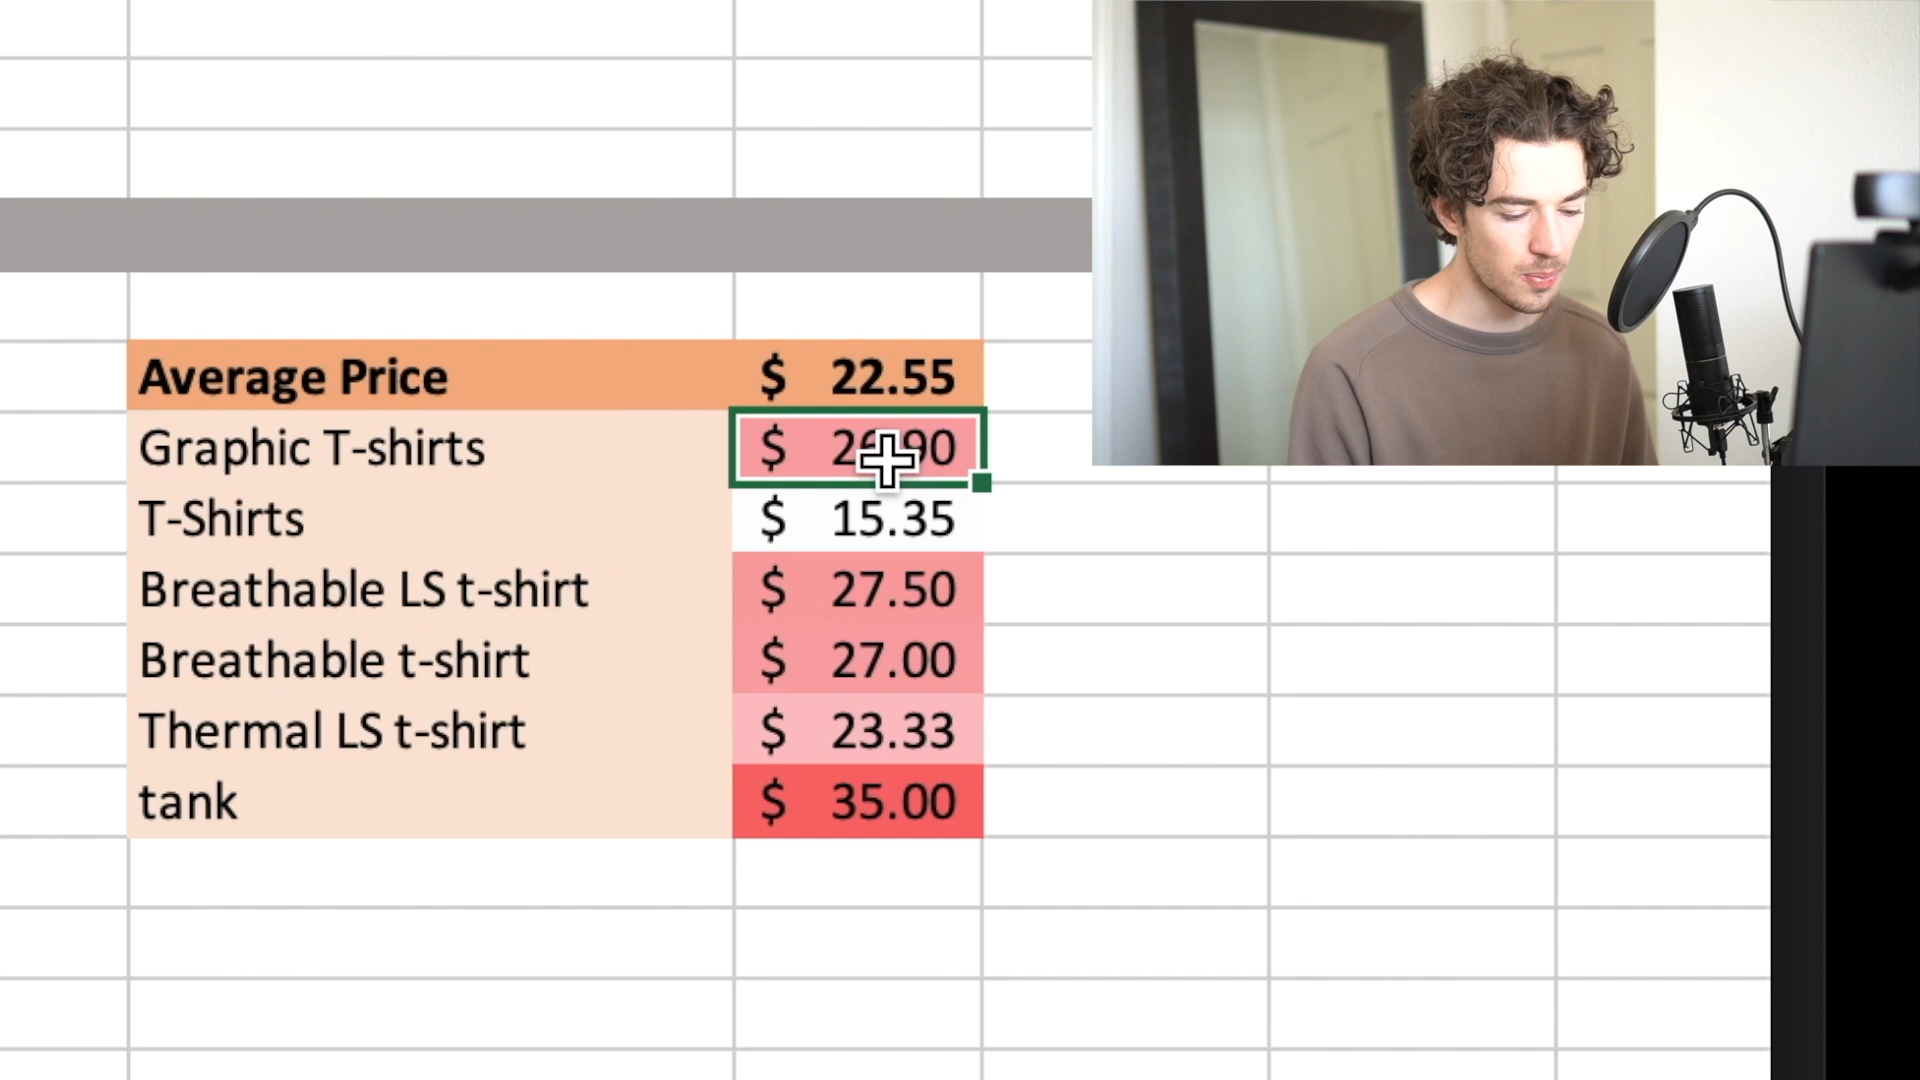 Average Price $ 22.55
Graphic T-shirts $
T-Shirts $ 15.35
Breathable LS t-shirt $ 27.50
Breathable t-shirt $ 27.00
Thermal LS t-shirt $ 23.33
tank $ 35.00